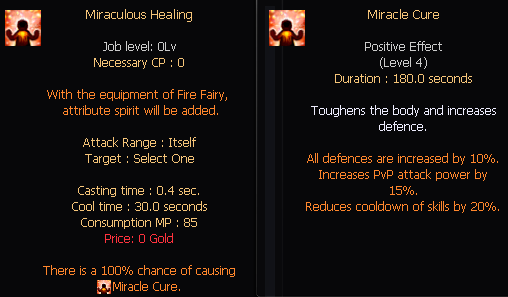 Miraculous Healing
Job level: 0Lv
Necessary CP : 0
With the equipment of Fire Fairy,
attribute spirit will be added.
Attack Range : Itself
Target : Select One
Casting time : 0.4 sec.
Cool time : 30.0 seconds
Consumption MP : 85
Price: 0 Gold
There is a 100% chance of causing
Miracle Cure.
Miracle Cure
Positive Effect
(Level 4)
Duration : 180.0 seconds
Toughens the body and increases
defence.
All defences are increased by 10%.
Increases PvP attack power by
15%.
Reduces cooldown of skills by 20%.